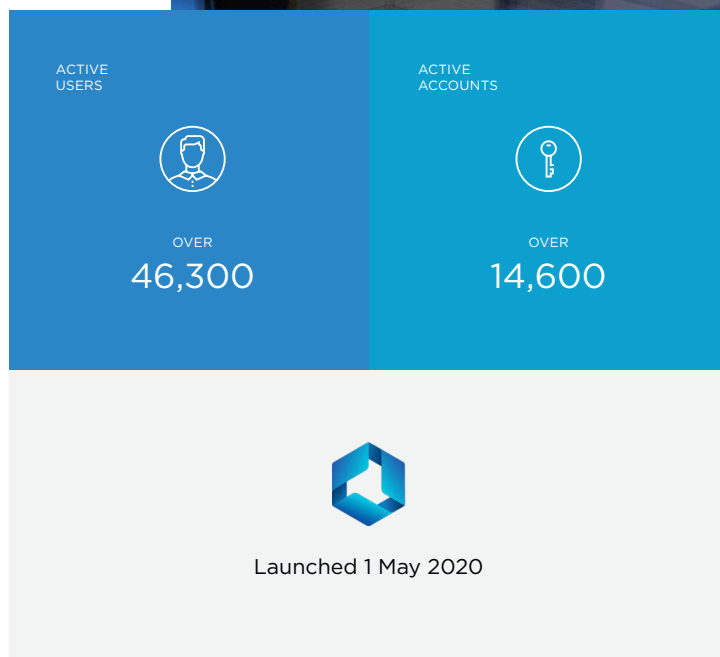 ACTIVE
USERS
OVER
46,300
ACTIVE
ACCOUNTS
OVER
14,600
Launched 1 May 2020